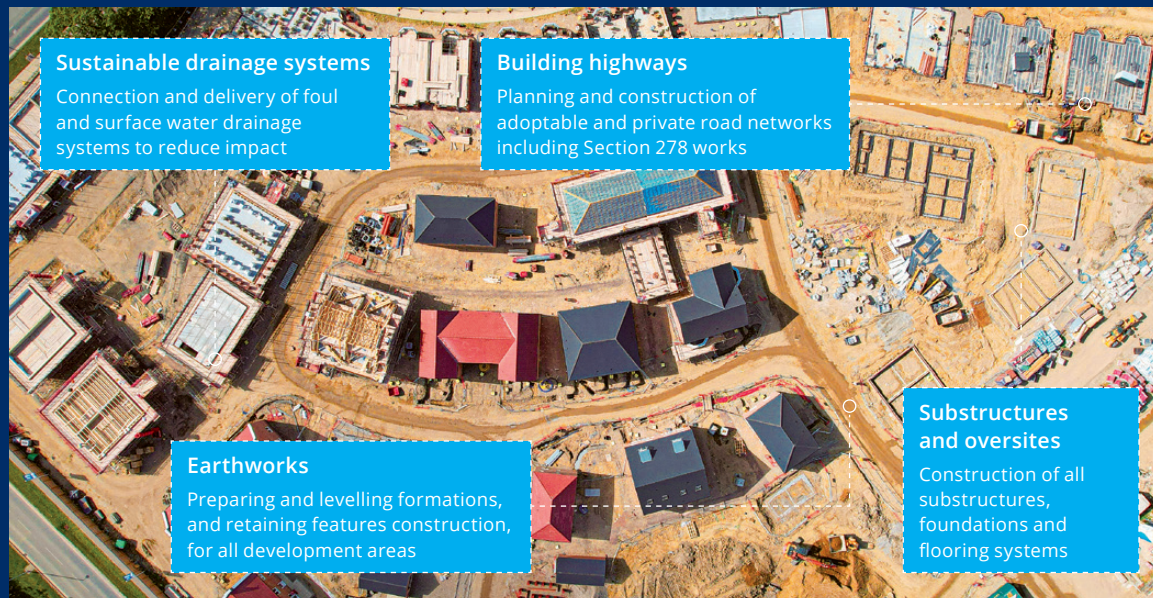 Sustainable drainage systems
Connection and delivery of foul
and surface water drainage
systems to reduce impact
Building highways
Planning and construction of
adoptable and private road networks
including Section 278 works
Earthworks
Preparing and levelling formations,
and retaining features construction,
for all development areas
Substructures
and oversites
Construction of all
substructures,
foundations and
flooring systems